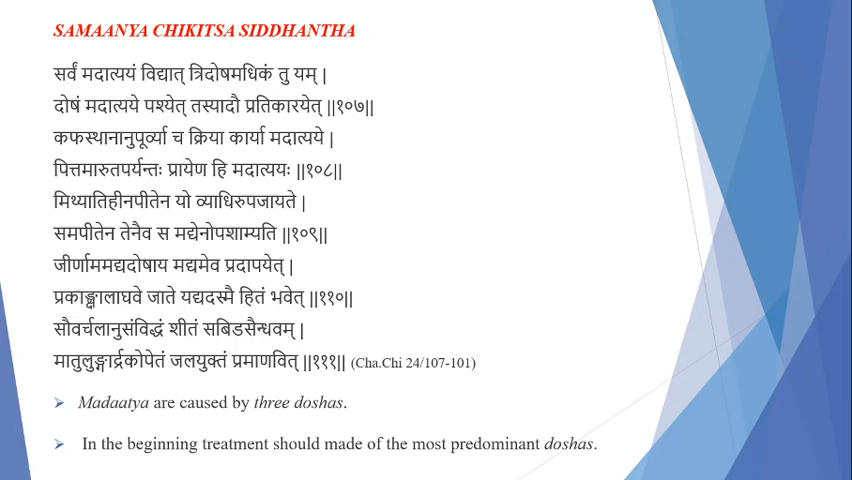 SAMAANYA CHIKITSA SIDDHANTHA
सर्वं मदात्ययं विद्यात् त्रिदोषमधिकं तु यम् |
दोषं मदात्यये पश्येत् तस्यादौ प्रतिकारयेत् ||१०७||
कफस्थानानुपूर्व्या च क्रिया कार्या मदात्यये |
पित्तमारुतपर्यन्तः प्रायेण हि मदात्ययः ||१०८||
मिथ्यातिहीनपीतेन यो व्याधिरुपजायते |
समपीतेन तेनैव स मद्येनोपशाम्यति ||१०९||
जीर्णाममद्यदोषाय मद्यमेव प्रदापयेत् |
प्रकाङ्क्षालाघवे जाते यद्यदस्मै हितं भवेत् ||११०||
सौवर्चलानुसंविद्धं शीतं सबिडसैन्धवम् |
मातुलुङ्गार्द्रकोपेतं जलयुक्तं प्रमाणवित् ||१११|| (Cha.Chi 24/107-101)
➢ Madaatya are caused by three doshas.
➢ In the beginning treatment should made of the most predominant doshas.